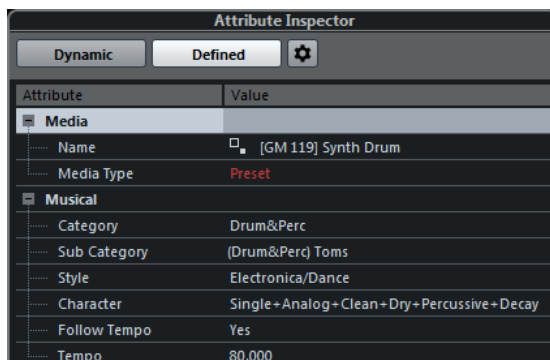 Attribute Inspector
Dynamic Defined
Attribute Value
Media
Name [GM 119] Synth Drum
Media Type Preset
Musical
Category Drum&Perc
Sub Category (Drum&Perc) Toms
Style Electronica/Dance
Character Single+Analog+Clean+Dry+Percussive+Decay
Follow Tempo Yes
Tempo 80.000